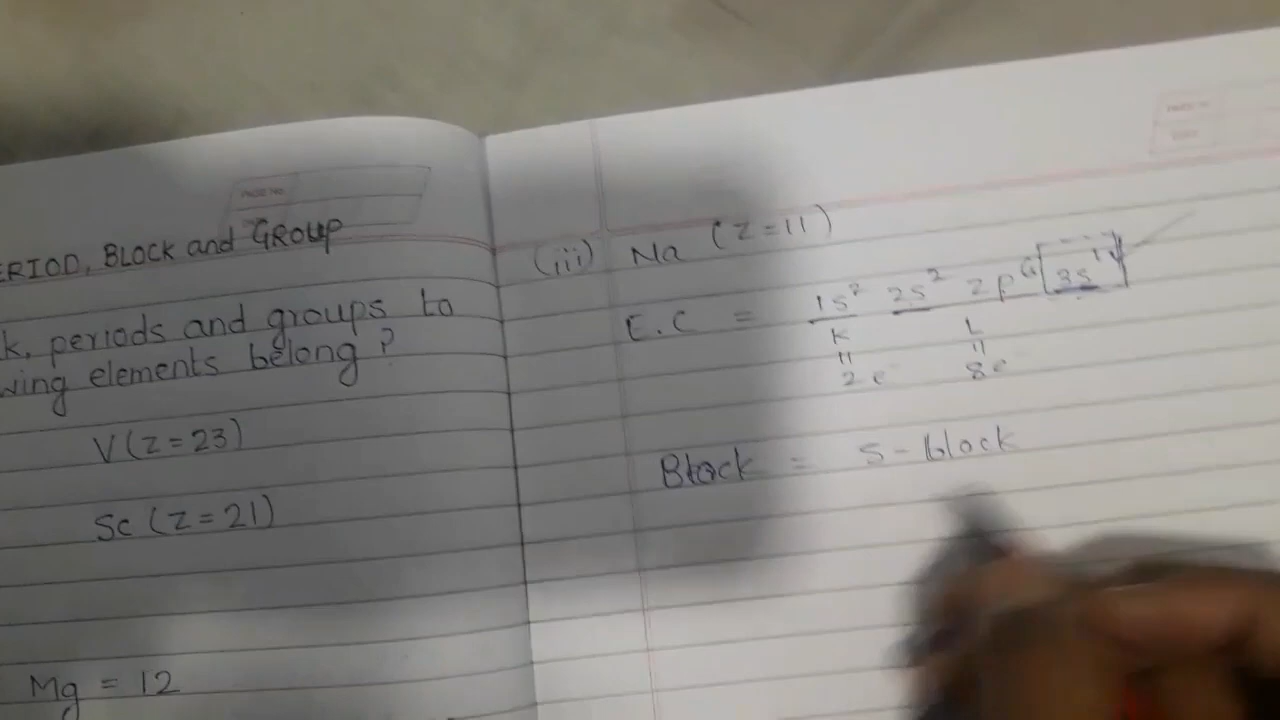 ERIOD, BLOCK and GROUP
k, periods and groups to
wing elements belong?
V (Z=23)
Sc (Z=21)
Mg = 12
(iii) Na (Z=11)
E.C = 1s² 2s² 2p⁶ 3s¹
K L
" "
2e 8e
Block = S-block